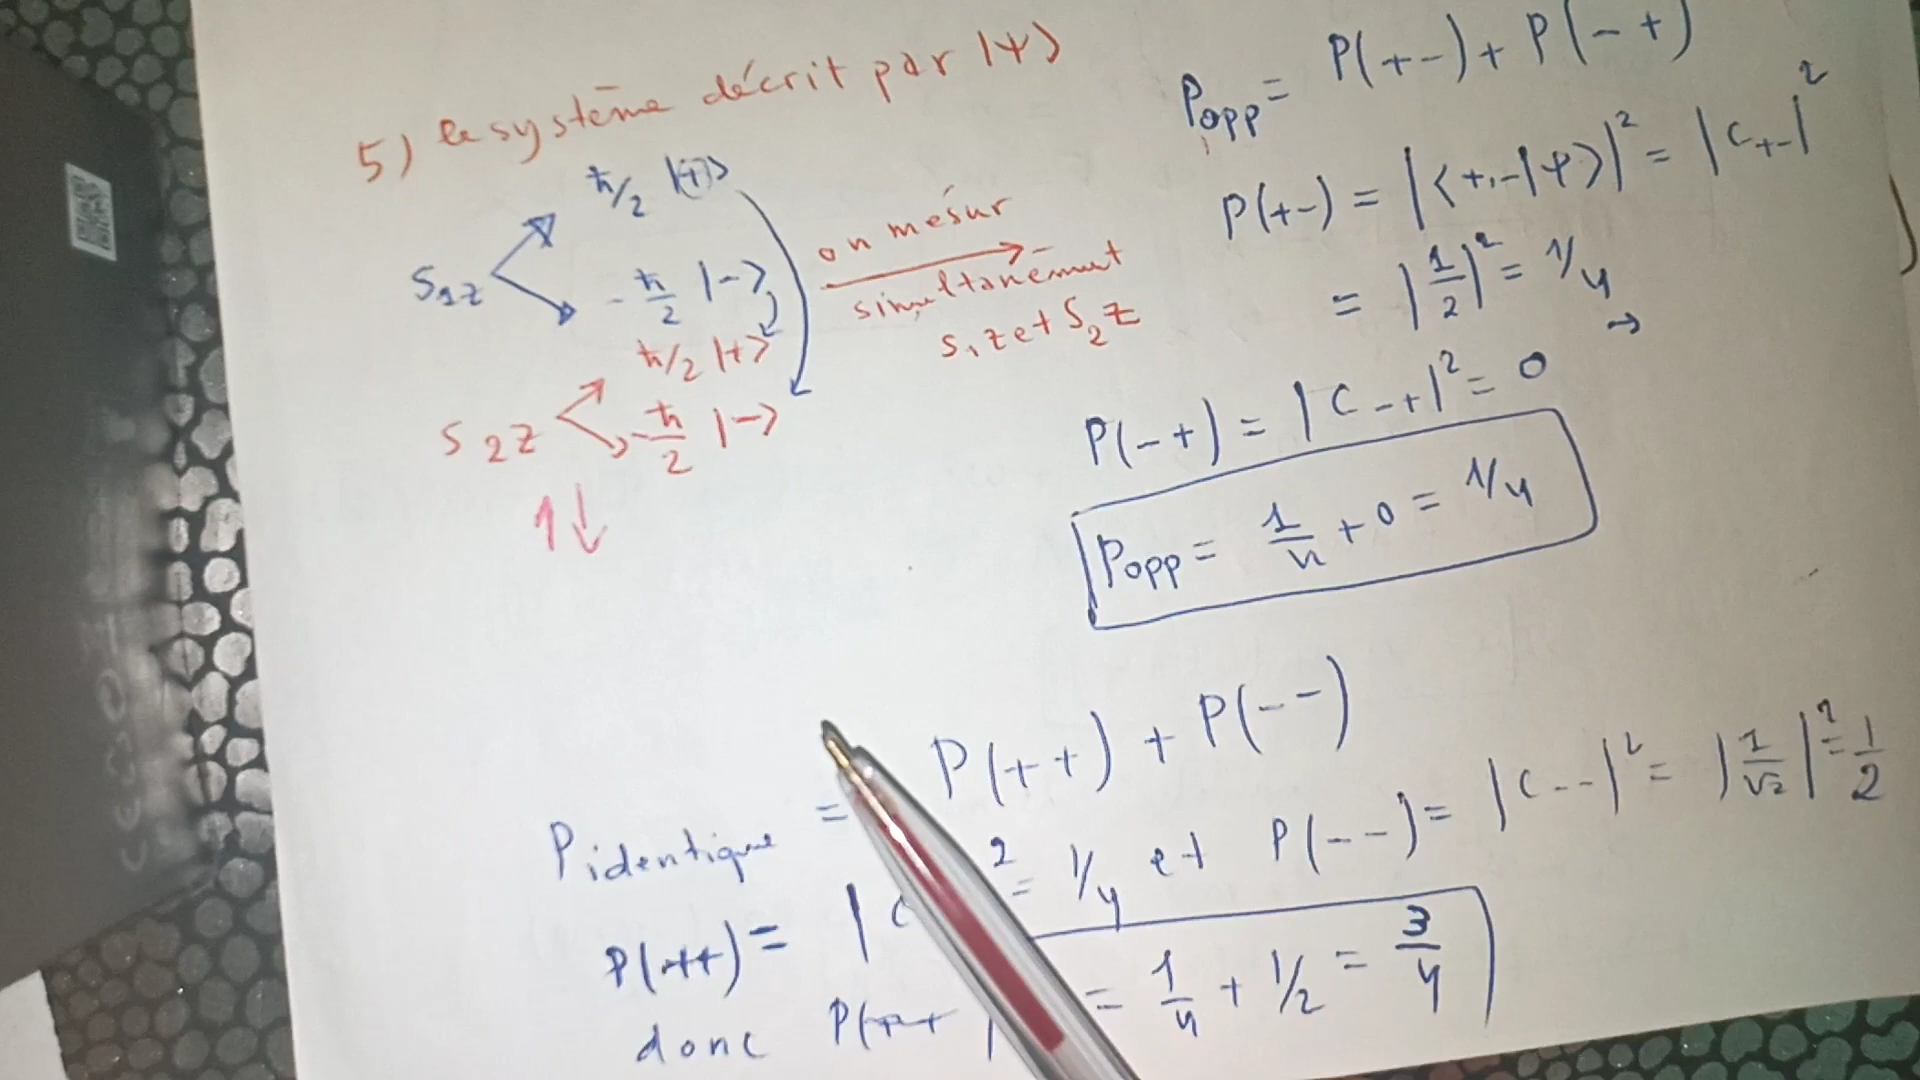 5) le système décrit par |ψ⟩
S1z
ħ/2 |+⟩
-ħ/2 |−⟩
S2z
ħ/2 |+⟩
-ħ/2 |−⟩
↑↓
on mésur
simultanément
S1z et S2z
Popp = P(+-) + P(-+)
P(+-) = |⟨+,-|ψ⟩|² = |C+-|²
= |1/2|² = 1/4
→
P(-+) = |C-+|² = 0
Popp = 1/4 + 0 = 1/4
Pidentique = P(++) + P(--)
P(++) = |C ² = 1/4 et P(--) = |C--|² = |1/√2|² = 1/2
donc P(++ = 1/4 + 1/2 = 3/4